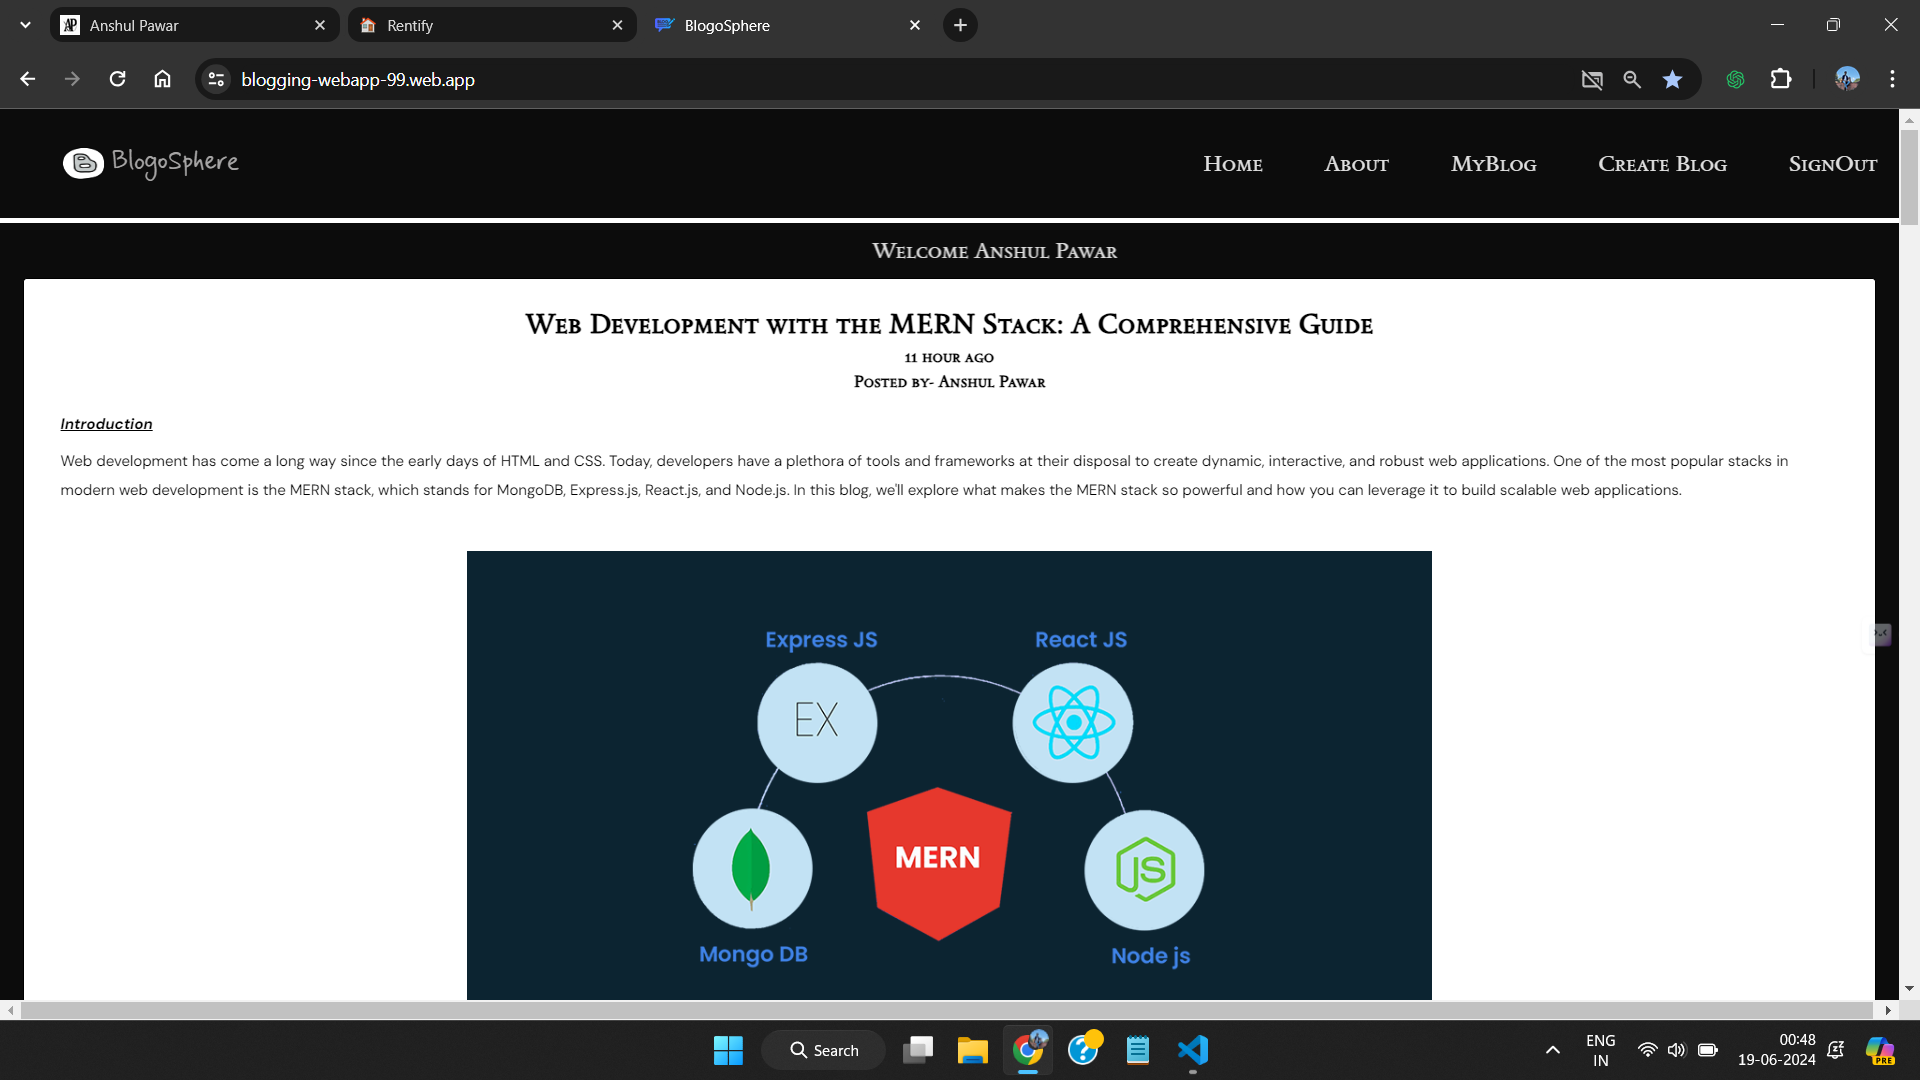 Anshul Pawar
Rentify
BlogoSphere
blogging-webapp-99.web.app
BlogoSphere
Home
About
MyBlog
Create Blog
SignOut
Welcome Anshul Pawar
Web Development with the MERN Stack: A Comprehensive Guide
11 hour ago
Posted by- Anshul Pawar
Introduction
Web development has come a long way since the early days of HTML and CSS. Today, developers have a plethora of tools and frameworks at their disposal to create dynamic, interactive, and robust web applications. One of the most popular stacks in
modern web development is the MERN stack, which stands for MongoDB, Express.js, React.js, and Node.js. In this blog, we'll explore what makes the MERN stack so powerful and how you can leverage it to build scalable web applications.
Express JS
React JS
EX
MERN
JS
Mongo DB
Node js
Search
ENG
IN
00:48
19-06-2024
PRE